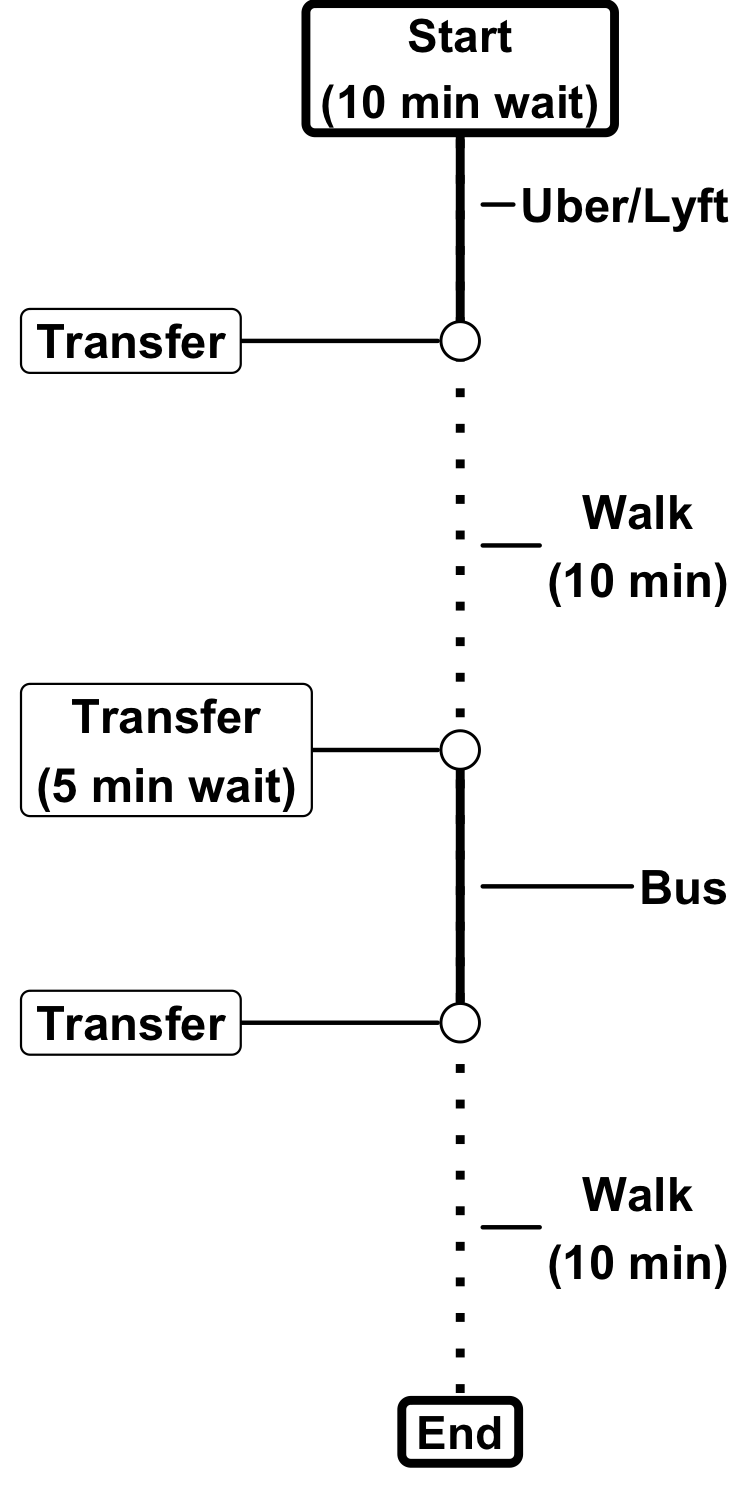 Start
(10 min wait)
Uber/Lyft
Transfer
Walk
(10 min)
Transfer
(5 min wait)
Bus
Transfer
Walk
(10 min)
End